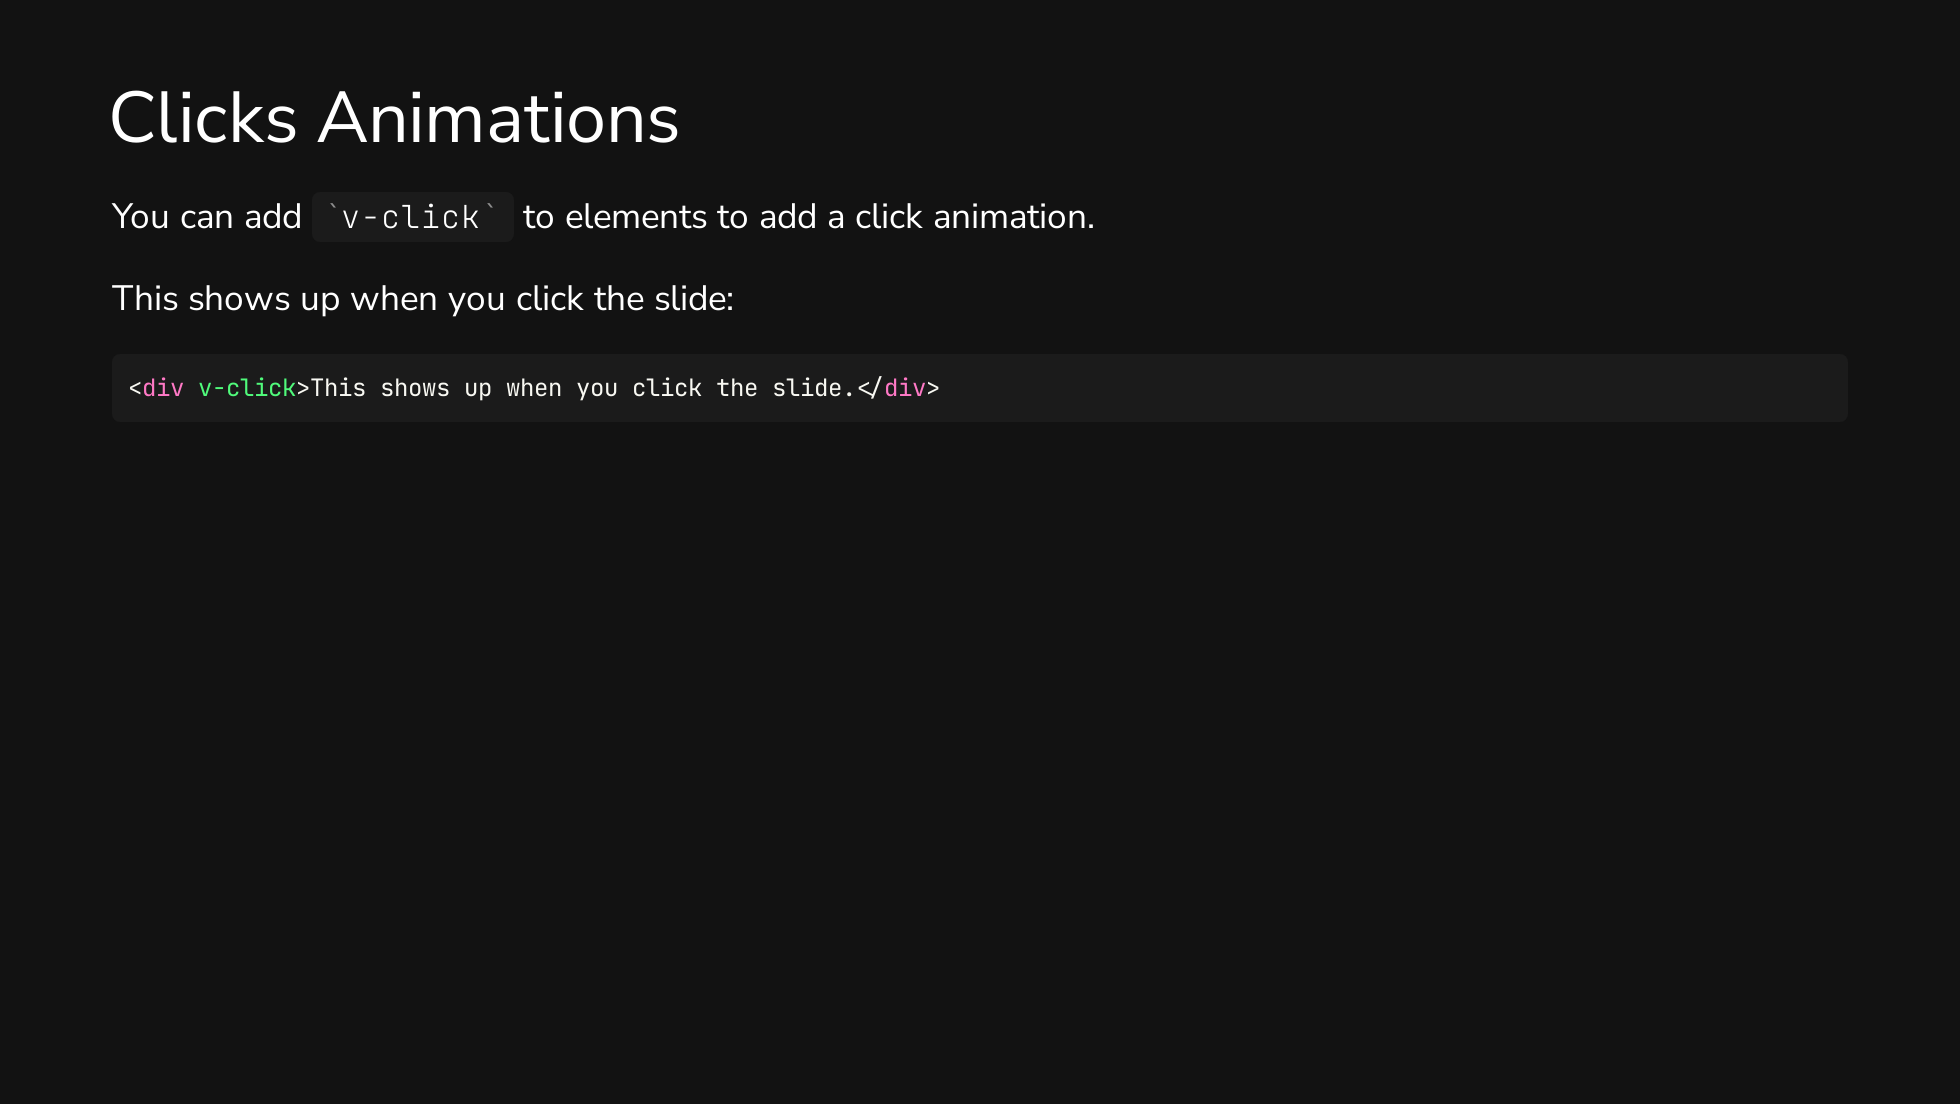 Clicks Animations
You can add `v-click` to elements to add a click animation.
This shows up when you click the slide:
<div v-click>This shows up when you click the slide.</div>